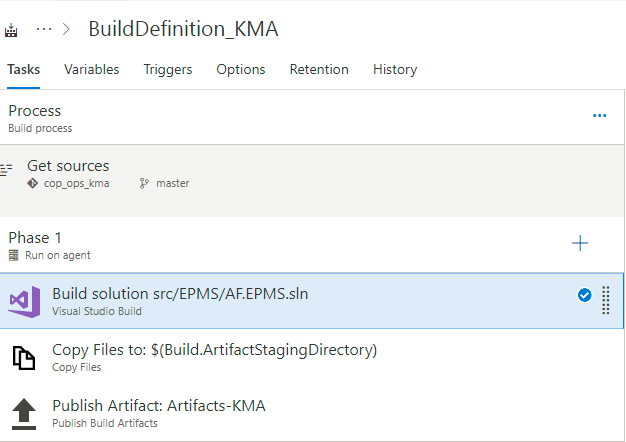 ... > BuildDefinition_KMA
Tasks Variables Triggers Options Retention History
Process
Build process
...
Get sources
cop_ops_kma master
Phase 1
Run on agent
+
Build solution src/EPMS/AF.EPMS.sln
Visual Studio Build
Copy Files to: $(Build.ArtifactStagingDirectory)
Copy Files
Publish Artifact: Artifacts-KMA
Publish Build Artifacts